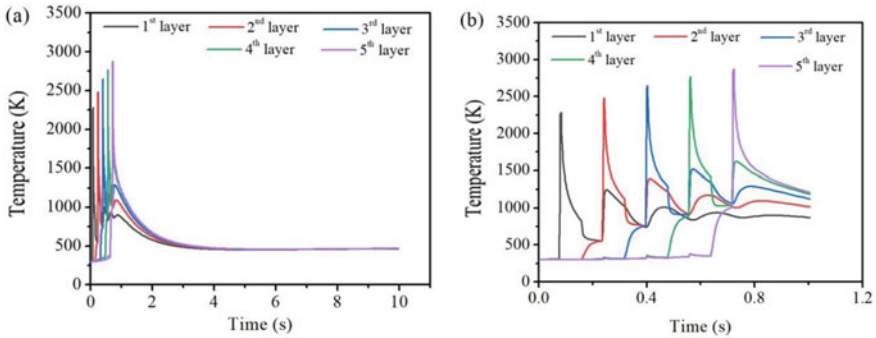 (a)
1st layer 2nd layer 3rd layer
4th layer 5th layer
Temperature (K)
3500
3000
2500
2000
1500
1000
500
0
0 2 4 6 8 10
Time (s)
(b)
1st layer 2nd layer 3rd layer
4th layer 5th layer
Temperature (K)
3500
3000
2500
2000
1500
1000
500
0
0.0 0.4 0.8 1.2
Time (s)